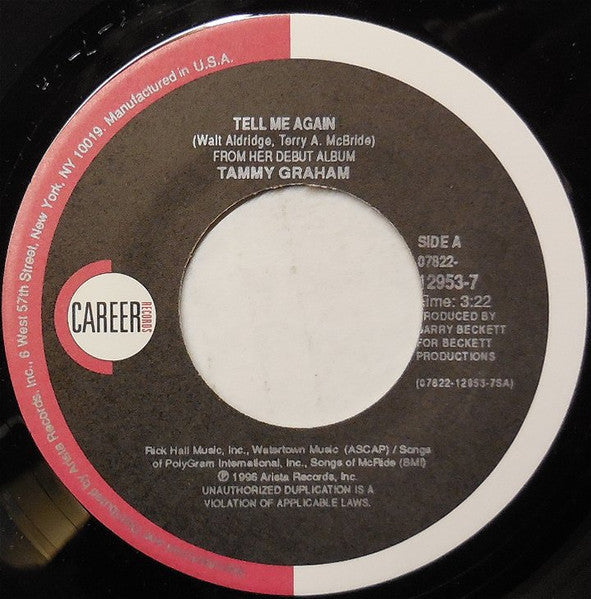 TELL ME AGAIN
(Walt Aldridge, Terry A. McBride)
FROM HER DEBUT ALBUM
TAMMY GRAHAM
SIDE A
07822-
12953-7
Time: 3:22
PRODUCED BY
BARRY BECKETT
FOR BECKETT
PRODUCTIONS
(07822-12953-7SA)
CAREER
RECORDS
Rick Hall Music, Inc., Watertown Music (ASCAP) / Songs
of PolyGram International, Inc., Songs of McRide (BMI)
℗ 1996 Arista Records, Inc.
UNAUTHORIZED DUPLICATION IS A
VIOLATION OF APPLICABLE LAWS.
Distributed by Arista Records, Inc., 6 West 57th Street, New York, NY 10019. Manufactured in U.S.A.